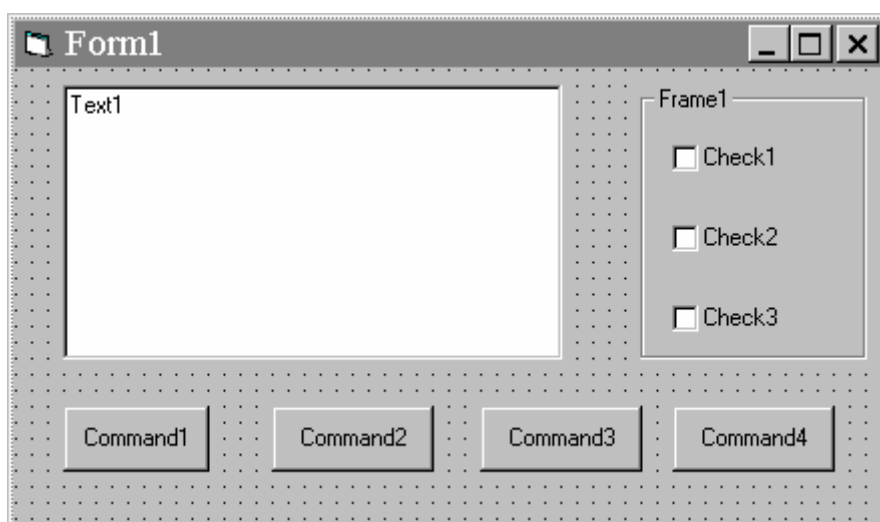 Form1
Text1
Frame1
Check1
Check2
Check3
Command1
Command2
Command3
Command4